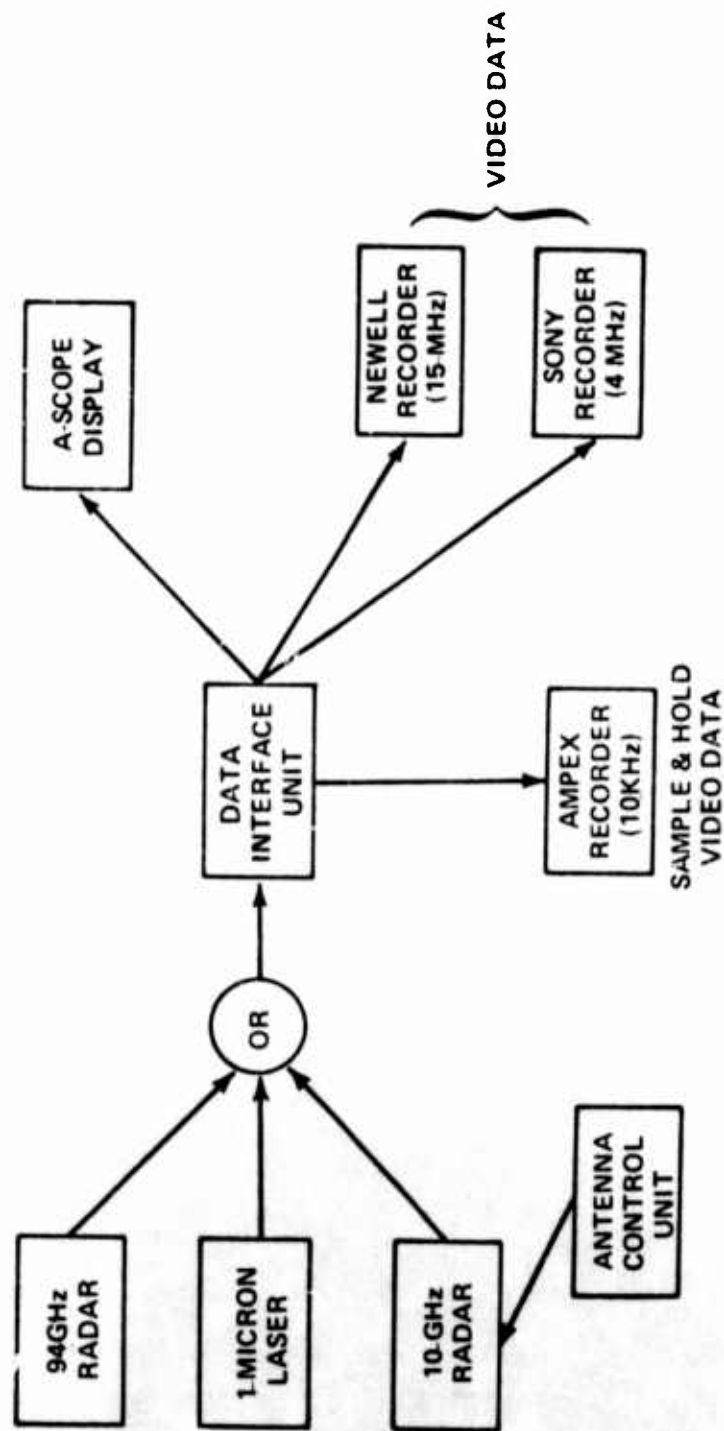 94GHz
RADAR
1-MICRON
LASER
10-GHz
RADAR
ANTENNA
CONTROL
UNIT
OR
DATA
INTERFACE
UNIT
A-SCOPE
DISPLAY
NEWELL
RECORDER
(15-MHz)
SONY
RECORDER
(4 MHz)
VIDEO DATA
AMPEX
RECORDER
(10KHz)
SAMPLE & HOLD
VIDEO DATA